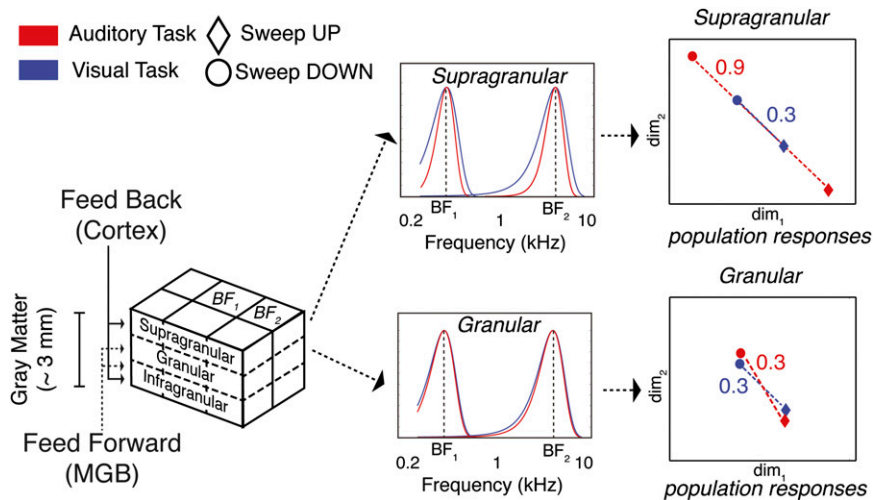 Auditory Task
Sweep UP
Visual Task
Sweep DOWN
Feed Back
(Cortex)
Gray Matter
(~ 3 mm)
Feed Forward
(MGB)
BF1
BF2
Supragranular
Granular
Infragranular
Supragranular
0.2
BF1
1
BF2
10
Frequency (kHz)
Granular
0.2
BF1
1
BF2
10
Frequency (kHz)
Supragranular
0.9
0.3
dim2
dim1
population responses
Granular
0.3
0.3
dim2
dim1
population responses